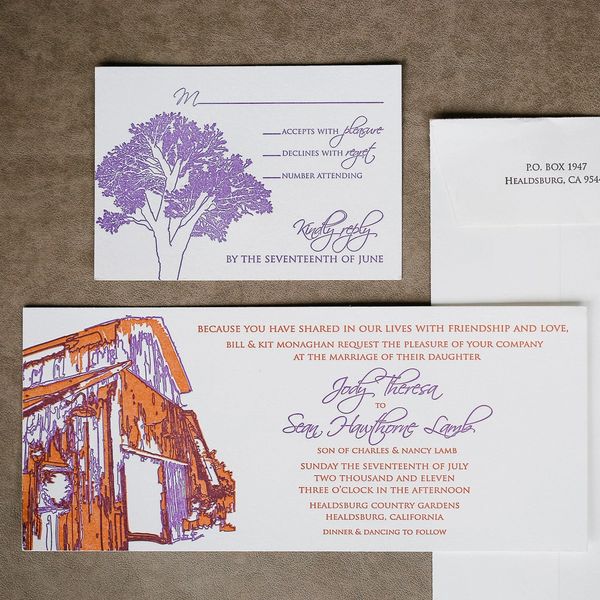 M
ACCEPTS WITH pleasure
DECLINES WITH regret
NUMBER ATTENDING
Kindly reply
BY THE SEVENTEENTH OF JUNE
P.O. BOX 1947
HEALDSBURG, CA 954
BECAUSE YOU HAVE SHARED IN OUR LIVES WITH FRIENDSHIP AND LOVE,
BILL & KIT MONAGHAN REQUEST THE PLEASURE OF YOUR COMPANY
AT THE MARRIAGE OF THEIR DAUGHTER
Jody Theresa
TO
Sean Hawthorne Lamb
SON OF CHARLES & NANCY LAMB
SUNDAY THE SEVENTEENTH OF JULY
TWO THOUSAND AND ELEVEN
THREE O'CLOCK IN THE AFTERNOON
HEALDSBURG COUNTRY GARDENS
HEALDSBURG, CALIFORNIA
DINNER & DANCING TO FOLLOW